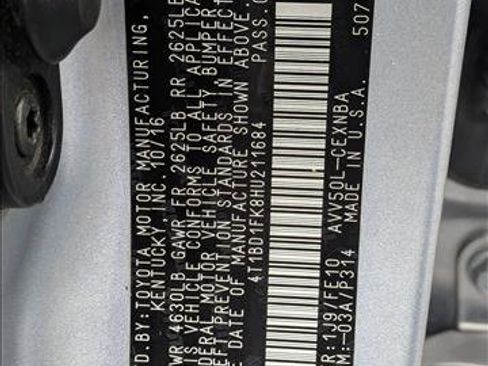 D.BY:TOYOTA MOTOR MANUFACTURING,
KENTUCKY, INC. 10/16
WR 4630LB GAWR FR 2625LB RR 2625LB
IS VEHICLE CONFORMS TO ALL APPLICA
DERAL MOTOR VEHICLE SAFETY BUMPER
EFT PREVENTION STANDARDS IN EFFECT
E DATE OF MANUFACTURE SHOWN ABOVE.
4T1BD1FK8HU211684 PASS.C
R:1J9/FE10 AVV50L-CEXNBA
M:-03A/P314 MADE IN U.S.A. 507